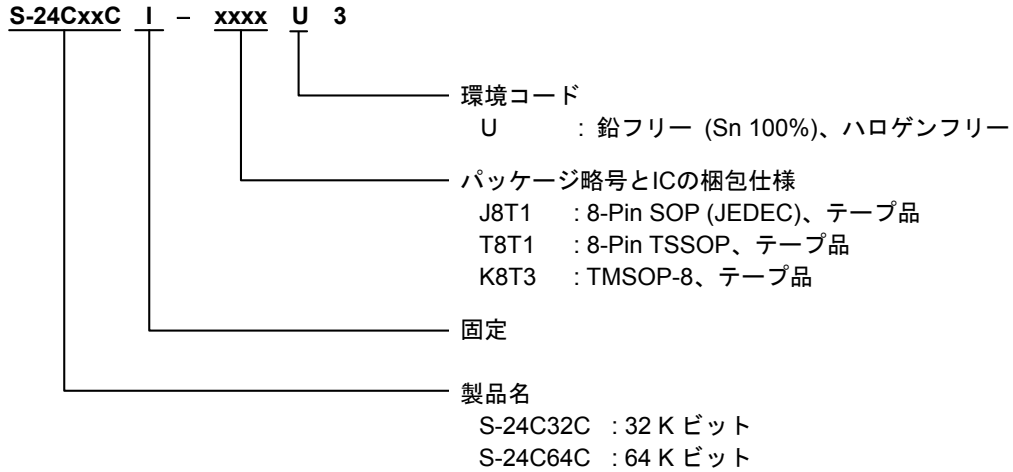 S-24CxxC I – xxxx U 3
環境コード
U : 鉛フリー (Sn 100%)、ハロゲンフリー
パッケージ略号とICの梱包仕様
J8T1 : 8-Pin SOP (JEDEC)、テープ品
T8T1 : 8-Pin TSSOP、テープ品
K8T3 : TMSOP-8、テープ品
固定
製品名
S-24C32C : 32 K ビット
S-24C64C : 64 K ビット